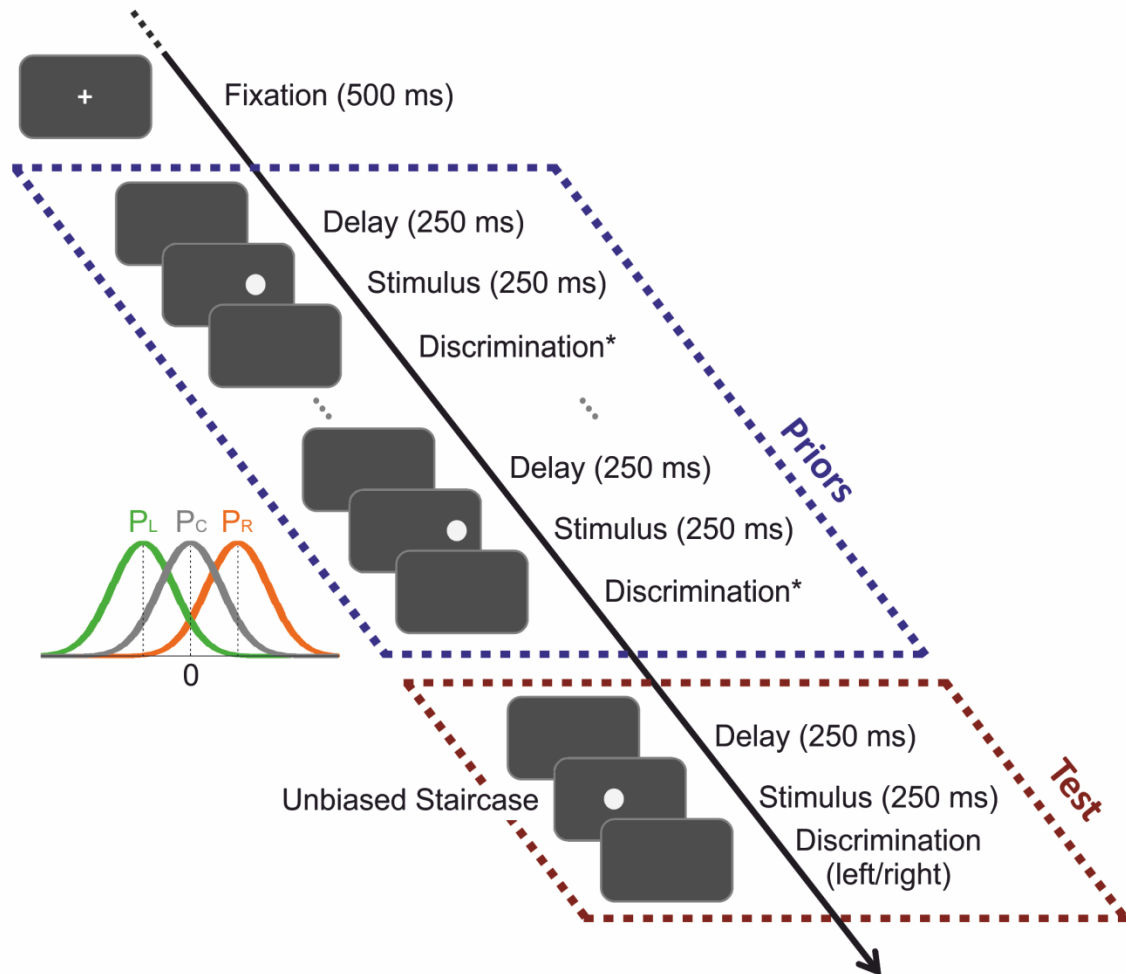 +
Fixation (500 ms)
Delay (250 ms)
Stimulus (250 ms)
Discrimination*
Priors
Delay (250 ms)
Stimulus (250 ms)
Discrimination*
PL PC PR
0
Test
Delay (250 ms)
Unbiased Staircase
Stimulus (250 ms)
Discrimination
(left/right)